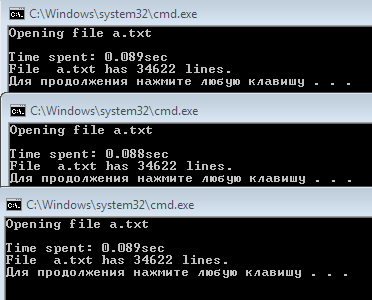 C:\Windows\system32\cmd.exe
Opening file a.txt
Time spent: 0.089sec
File  a.txt has 34622 lines.
Для продолжения нажмите любую клавишу . . .
C:\Windows\system32\cmd.exe
Opening file a.txt
Time spent: 0.088sec
File  a.txt has 34622 lines.
Для продолжения нажмите любую клавишу . . .
C:\Windows\system32\cmd.exe
Opening file a.txt
Time spent: 0.089sec
File  a.txt has 34622 lines.
Для продолжения нажмите любую клавишу . . .